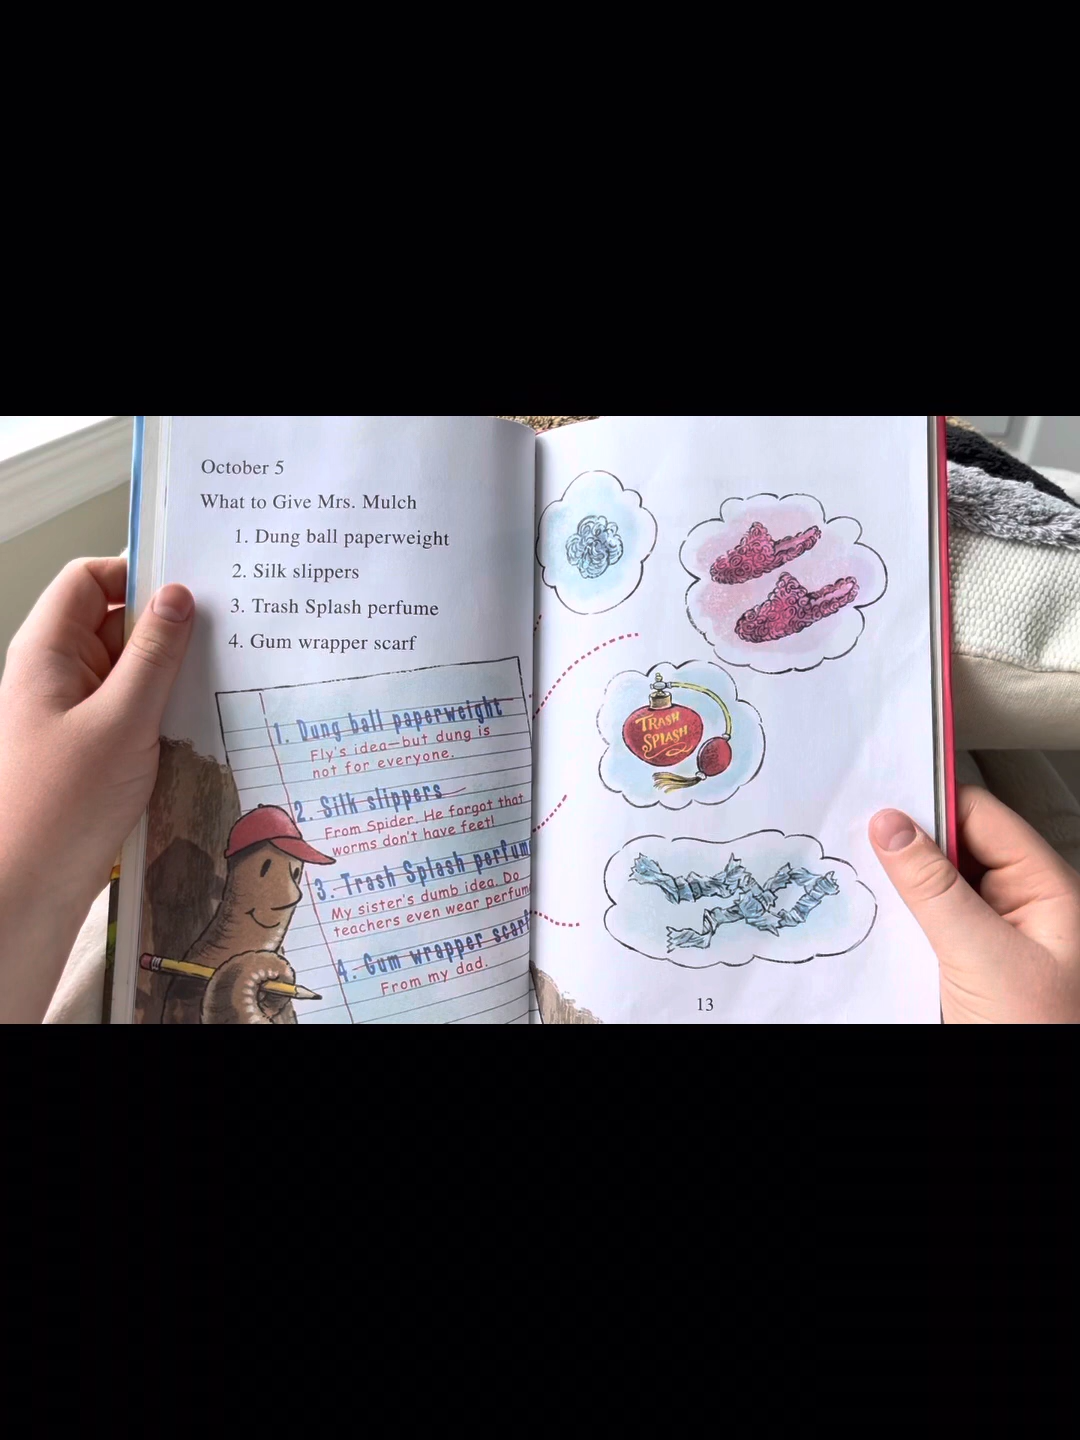 October 5
What to Give Mrs. Mulch
1. Dung ball paperweight
2. Silk slippers
3. Trash Splash perfume
4. Gum wrapper scarf
1. Dung ball paperweight
Fly's idea—but dung is
not for everyone.
2. Silk slippers
From Spider. He forgot that
worms don't have feet!
3. Trash Splash perfum
My sister's dumb idea. Do
teachers even wear perfum
4. Gum wrapper scarf
From my dad.
TRASH
SPLASH
13